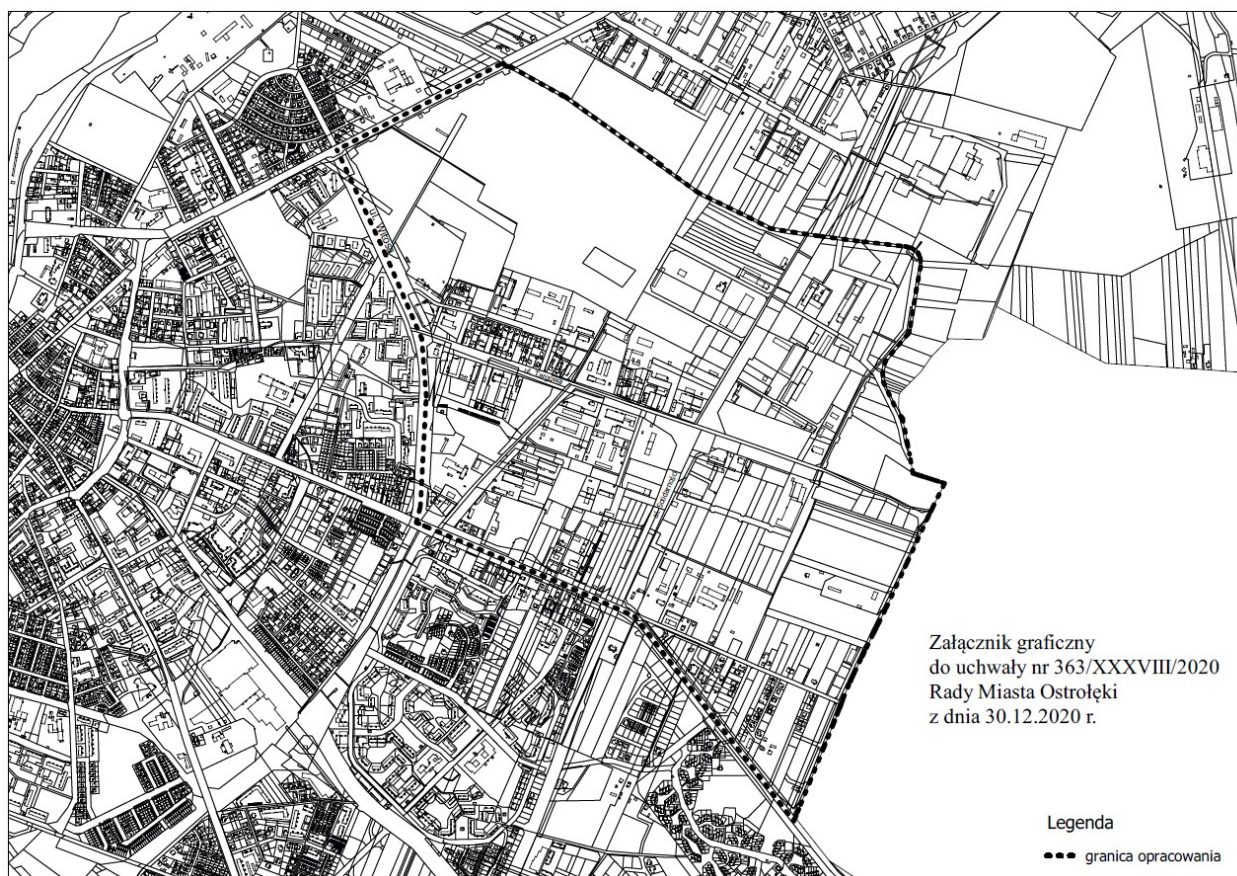 Załącznik graficzny
do uchwały nr 363/XXXVIII/2020
Rady Miasta Ostrołęki
z dnia 30.12.2020 r.
Legenda
granica opracowania